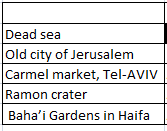 Dead sea
Old city of Jerusalem
Carmel market, Tel-AVIV
Ramon crater
Baha'i Gardens in Haifa